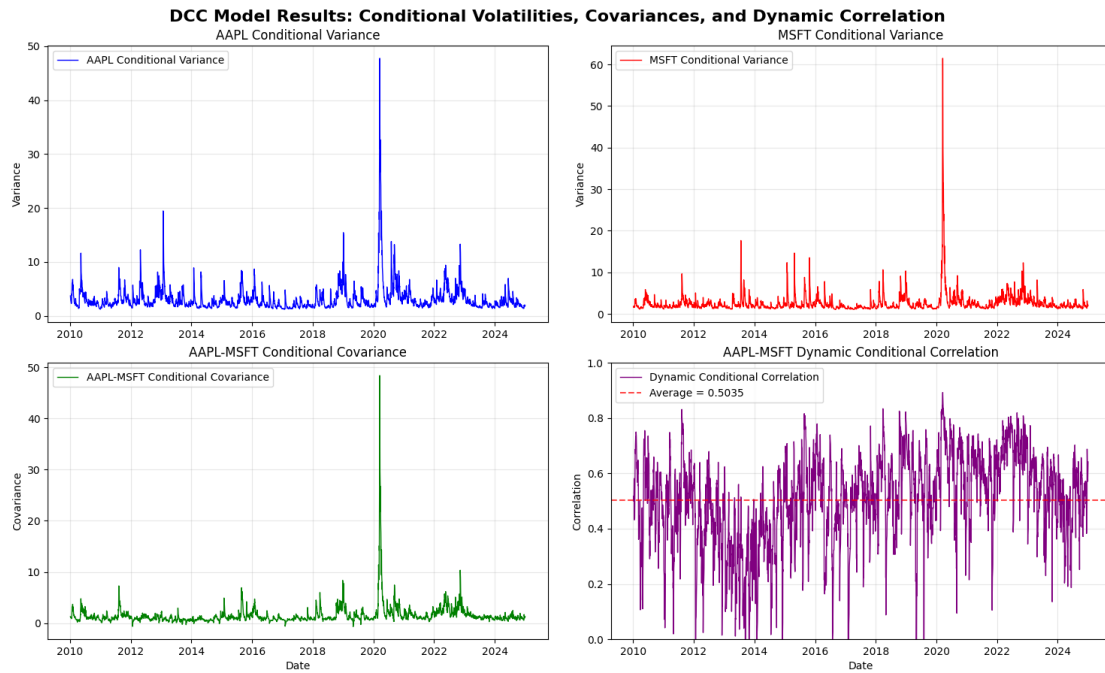 DCC Model Results: Conditional Volatilities, Covariances, and Dynamic Correlation
AAPL Conditional Variance
AAPL Conditional Variance
Variance
50
40
30
20
10
0
2010 2012 2014 2016 2018 2020 2022 2024
MSFT Conditional Variance
MSFT Conditional Variance
Variance
60
50
40
30
20
10
0
2010 2012 2014 2016 2018 2020 2022 2024
AAPL-MSFT Conditional Covariance
AAPL-MSFT Conditional Covariance
Covariance
50
40
30
20
10
0
2010 2012 2014 2016 2018 2020 2022 2024
Date
AAPL-MSFT Dynamic Conditional Correlation
Dynamic Conditional Correlation
Average = 0.5035
Correlation
1.0
0.8
0.6
0.4
0.2
0.0
2010 2012 2014 2016 2018 2020 2022 2024
Date